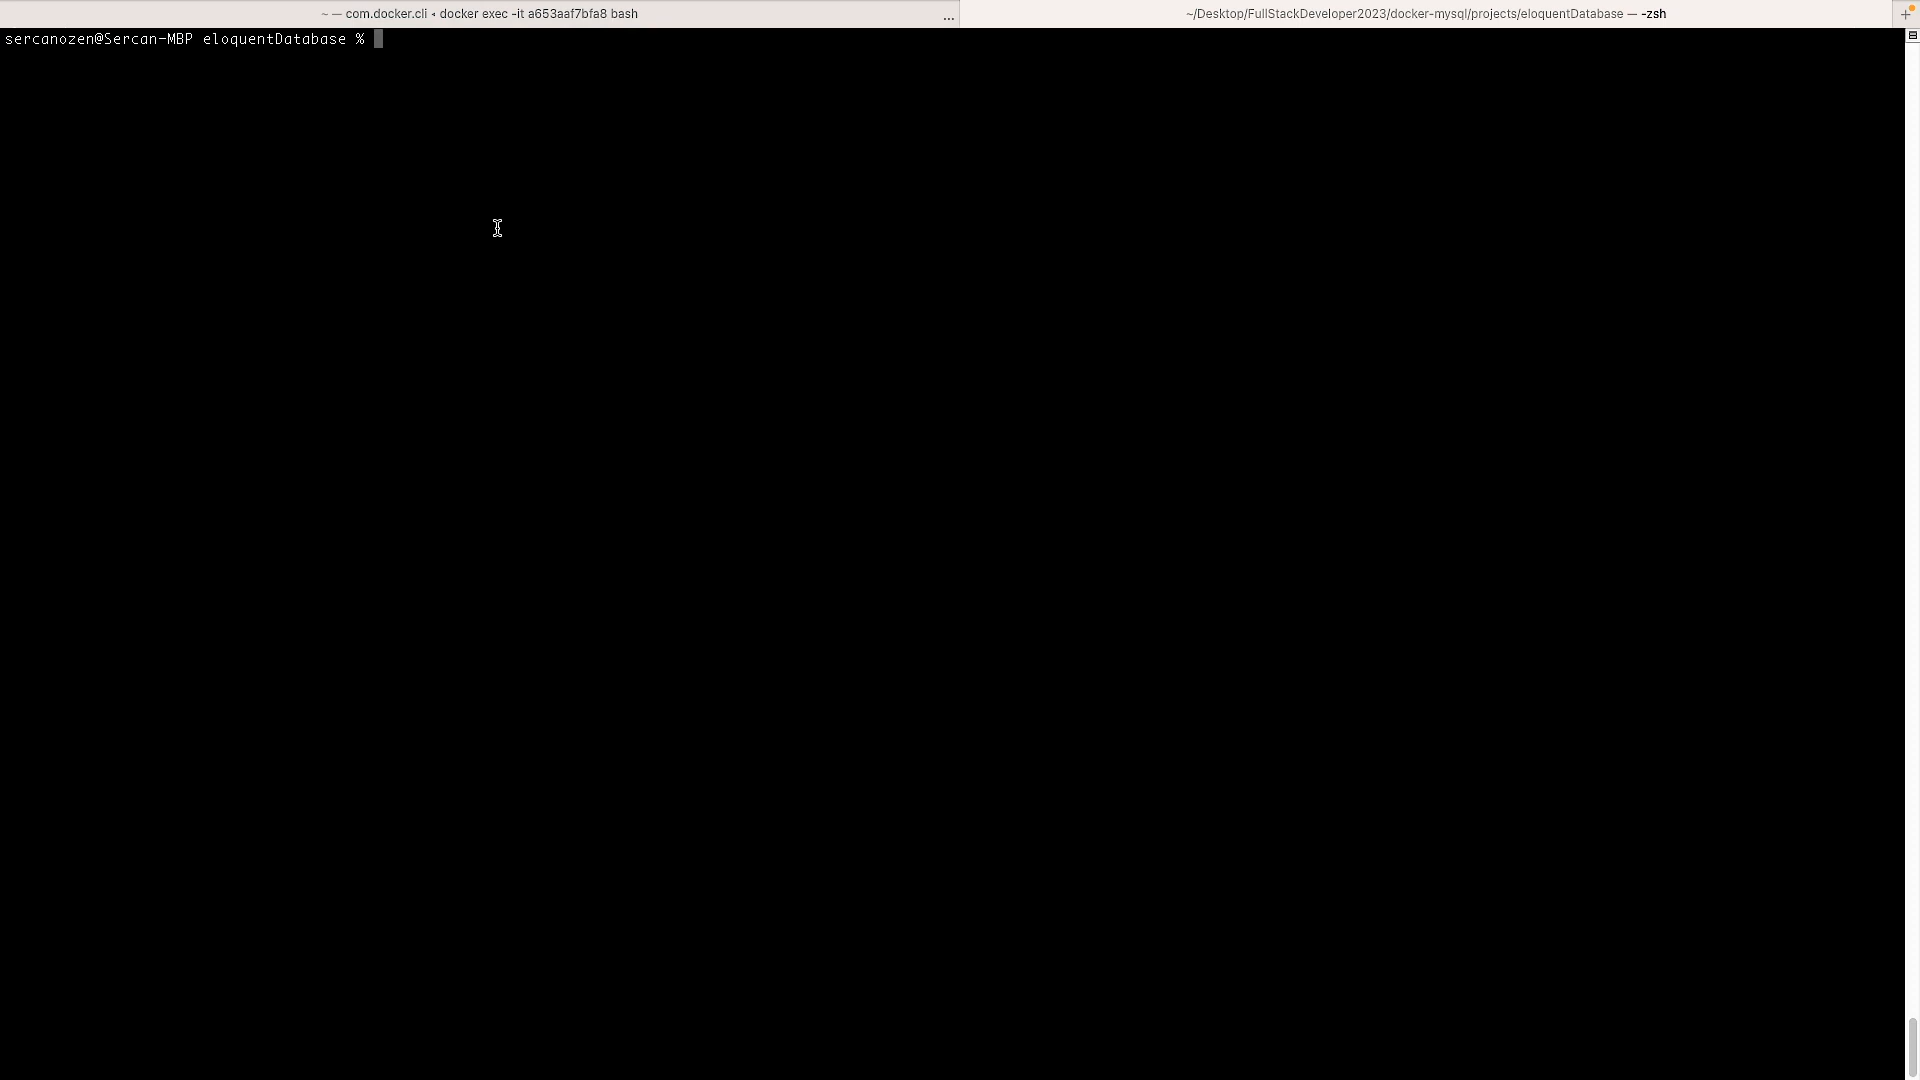 ~ — com.docker.cli ◂ docker exec -it a653aaf7bfa8 bash
...
~/Desktop/FullStackDeveloper2023/docker-mysql/projects/eloquentDatabase — -zsh
+
sercanozen@Sercan-MBP eloquentDatabase %